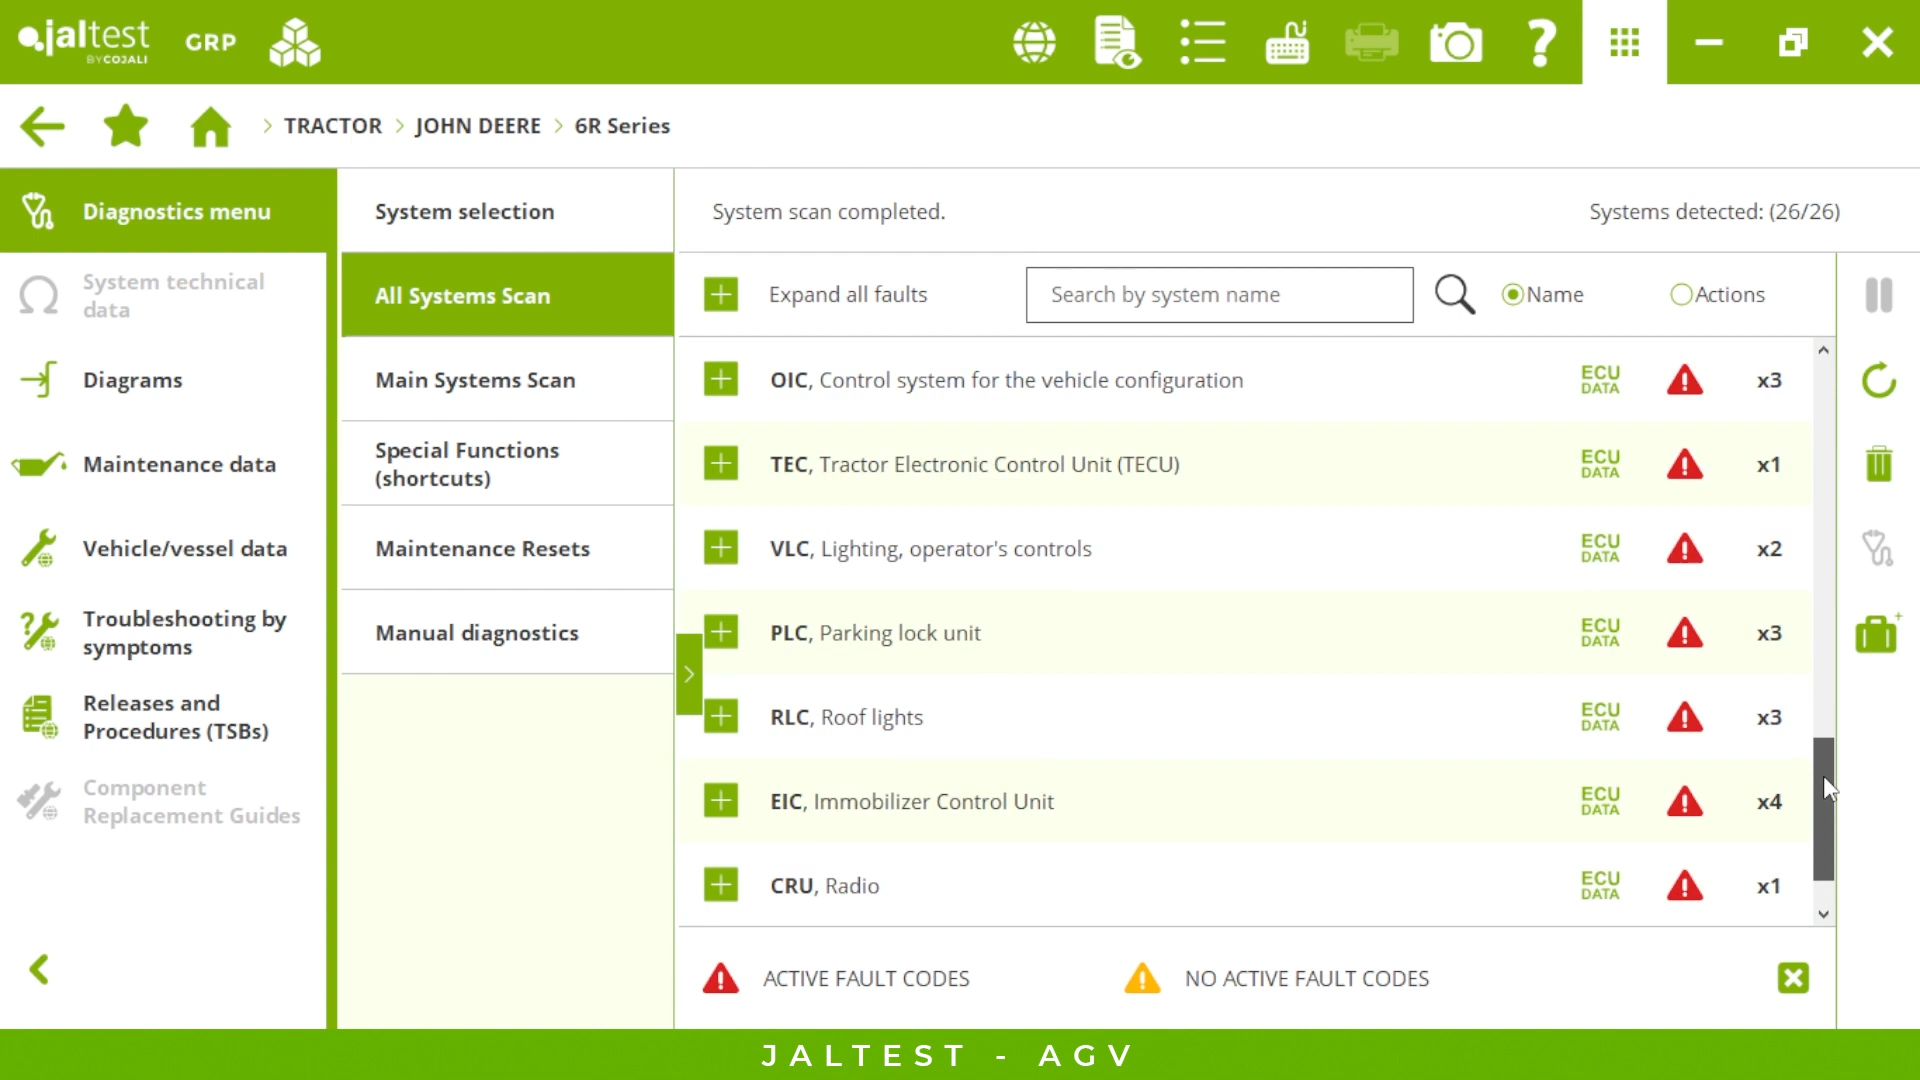 jaltest
BY COJALI
GRP
> TRACTOR > JOHN DEERE > 6R Series
Diagnostics menu
System technical
data
Diagrams
Maintenance data
Vehicle/vessel data
Troubleshooting by
symptoms
Releases and
Procedures (TSBs)
Component
Replacement Guides
System selection
All Systems Scan
Main Systems Scan
Special Functions
(shortcuts)
Maintenance Resets
Manual diagnostics
System scan completed.
Systems detected: (26/26)
Expand all faults
Search by system name
Name
Actions
OIC, Control system for the vehicle configuration ECU DATA x3
TEC, Tractor Electronic Control Unit (TECU) ECU DATA x1
VLC, Lighting, operator's controls ECU DATA x2
PLC, Parking lock unit ECU DATA x3
RLC, Roof lights ECU DATA x3
EIC, Immobilizer Control Unit ECU DATA x4
CRU, Radio ECU DATA x1
ACTIVE FAULT CODES
NO ACTIVE FAULT CODES
JALTEST - AGV